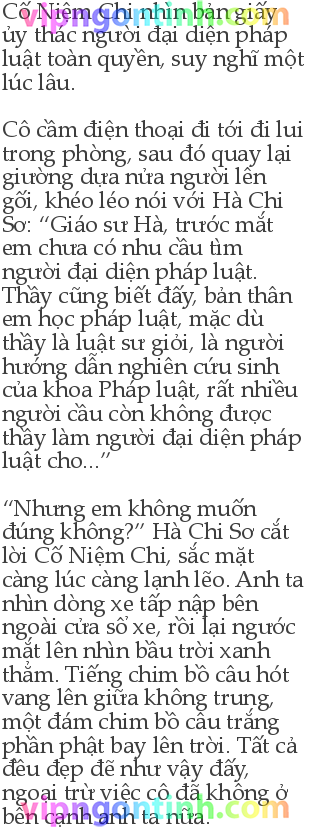 Cố Niệm Chi nhìn bản giấy
ủy thác người đại diện pháp
luật toàn quyền, suy nghĩ một
lúc lâu.
Cô cầm điện thoại đi tới đi lui
trong phòng, sau đó quay lại
giường dựa nửa người lên
gối, khéo léo nói với Hà Chi
Sơ: “Giáo sư Hà, trước mắt
em chưa có nhu cầu tìm
người đại diện pháp luật.
Thầy cũng biết đấy, bản thân
em học pháp luật, mặc dù
thầy là luật sư giỏi, là người
hướng dẫn nghiên cứu sinh
của khoa Pháp luật, rất nhiều
người cầu còn không được
thầy làm người đại diện pháp
luật cho...”
“Nhưng em không muốn
đúng không?” Hà Chi Sơ cắt
lời Cố Niệm Chi, sắc mặt
càng lúc càng lạnh lẽo. Anh ta
nhìn dòng xe tấp nập bên
ngoài cửa sổ xe, rồi lại ngước
mắt lên nhìn bầu trời xanh
thẳm. Tiếng chim bồ câu hót
vang lên giữa không trung,
một đám chim bồ câu trắng
phần phật bay lên trời. Tất cả
đều đẹp đẽ như vậy đấy,
ngoại trừ việc cô đã không ở
bên cạnh anh ta nữa.
vipngontinh.com
vipngontinh.com